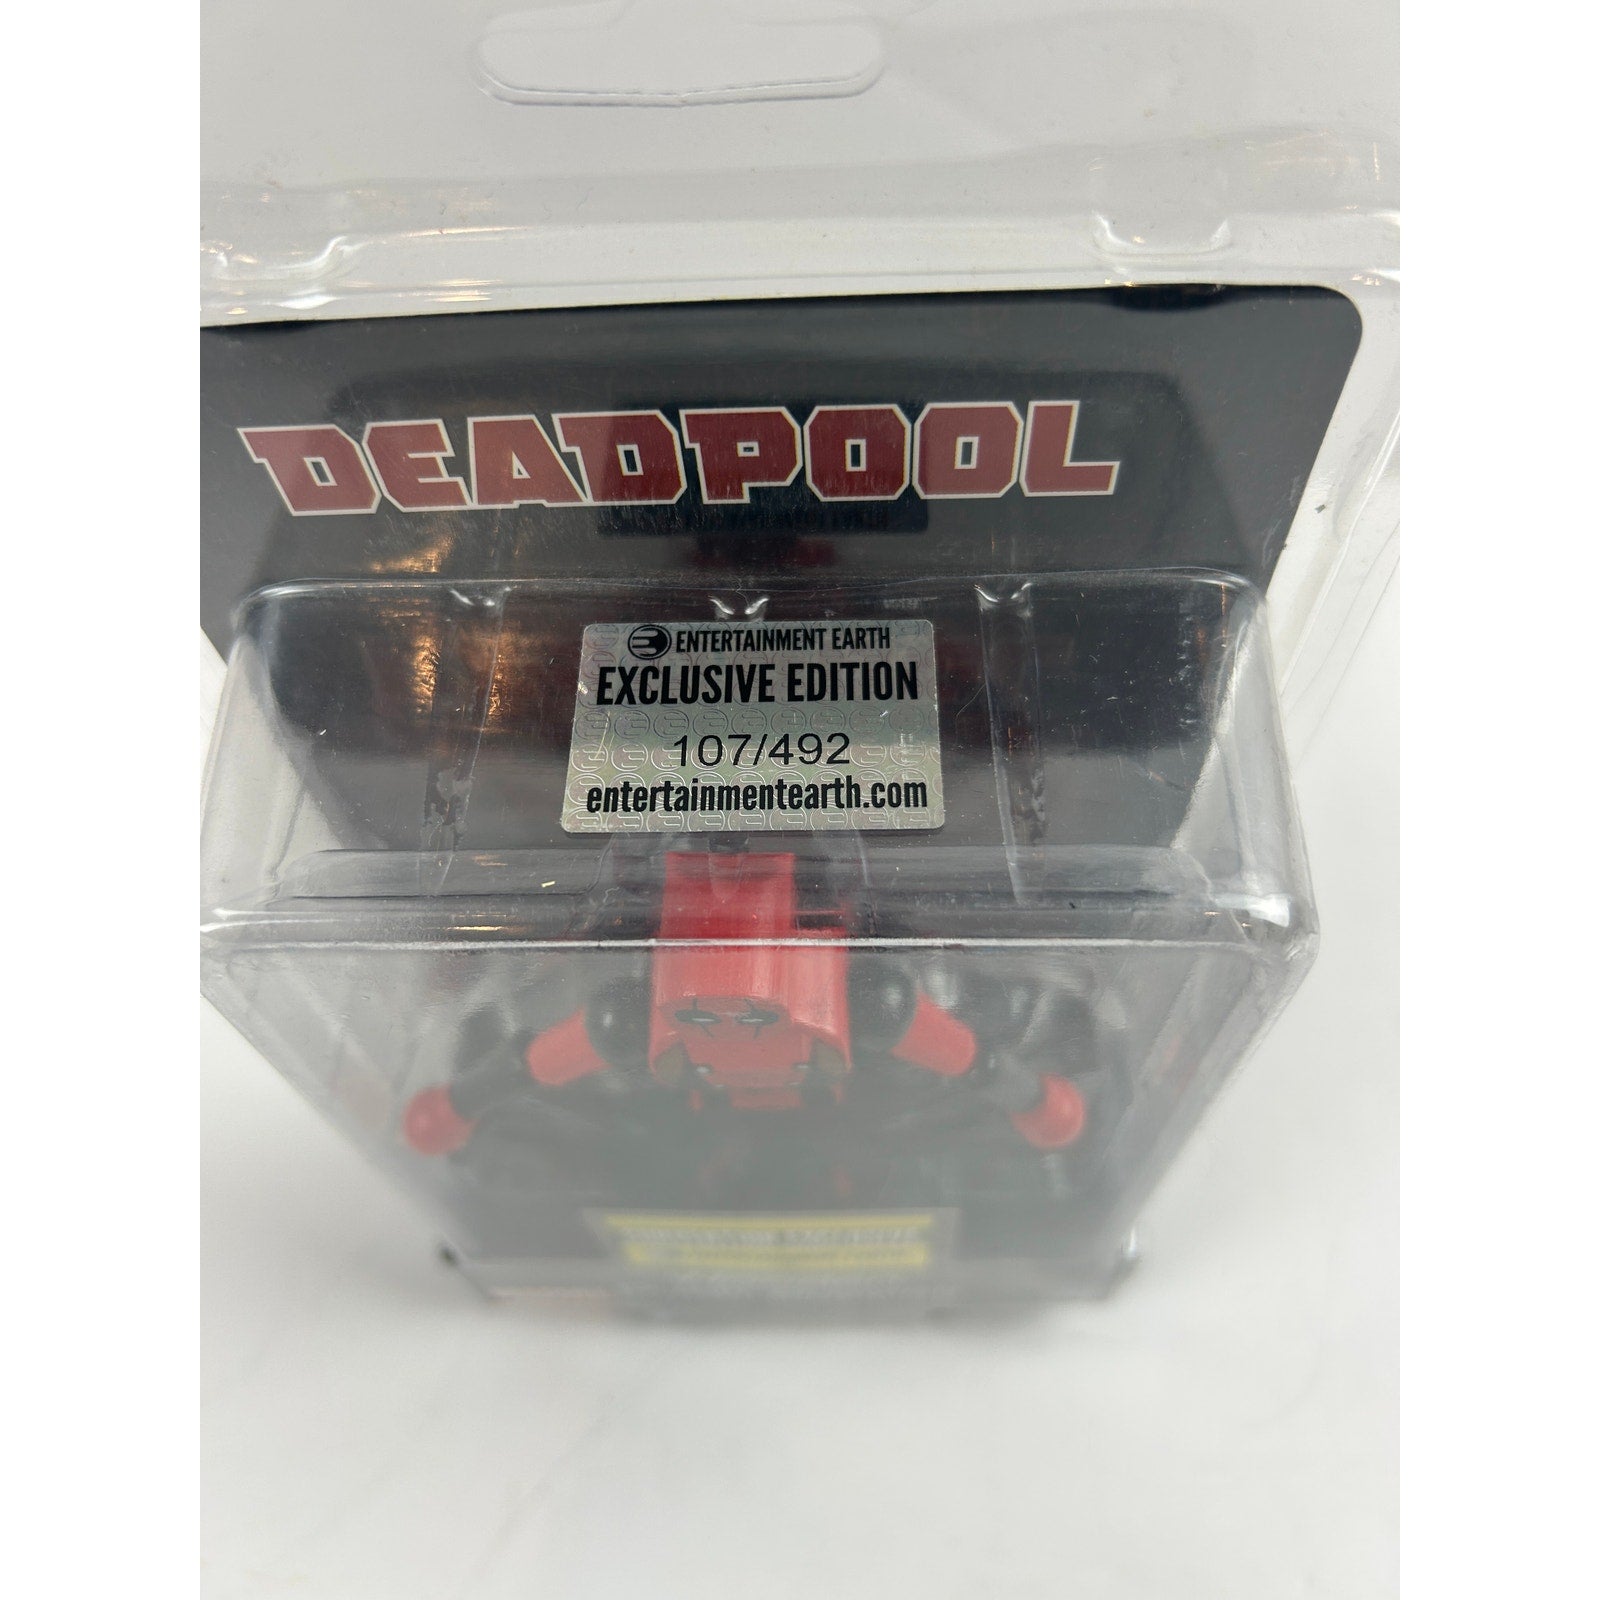 DEADPOOL
ENTERTAINMENT EARTH
EXCLUSIVE EDITION
107/492
entertainmentearth.com